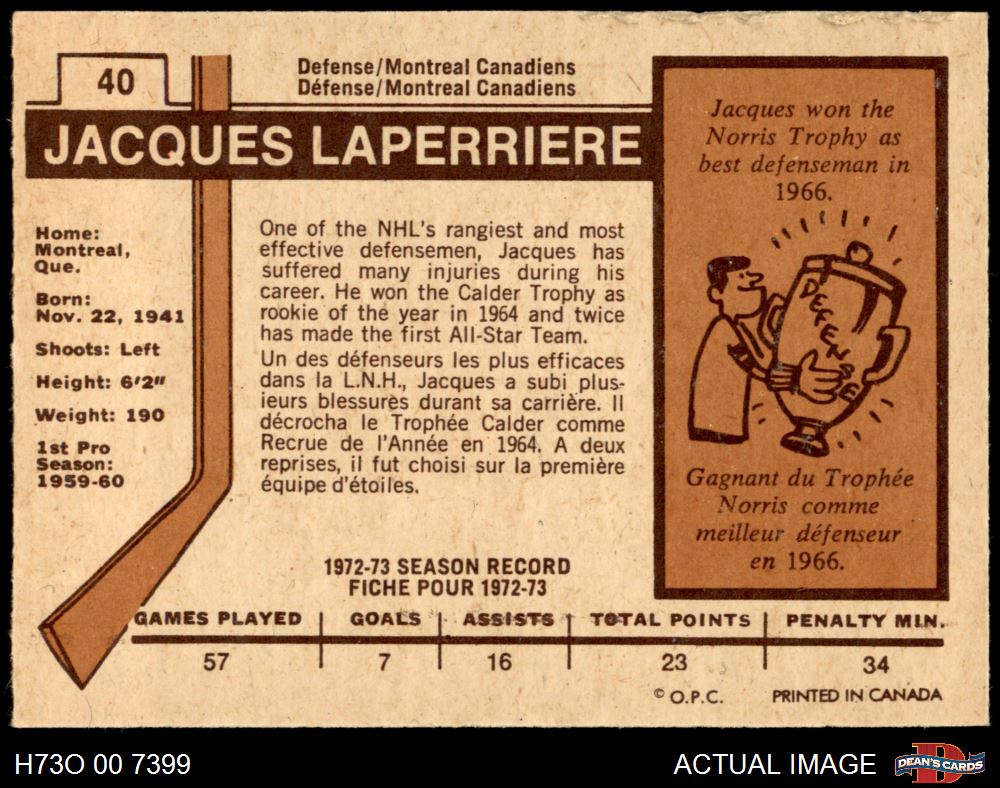 40
Defense/Montreal Canadiens
Défense/Montreal Canadiens
JACQUES LAPERRIERE
Home:
Montreal,
Que.
Born:
Nov. 22, 1941
Shoots: Left
Height: 6'2"
Weight: 190
1st Pro
Season:
1959-60
One of the NHL's rangiest and most
effective defensemen, Jacques has
suffered many injuries during his
career. He won the Calder Trophy as
rookie of the year in 1964 and twice
has made the first All-Star Team.
Un des défenseurs les plus efficaces
dans la L.N.H., Jacques a subi plus-
ieurs blessures durant sa carrière. Il
décrocha le Trophée Calder comme
Recrue de l'Année en 1964. A deux
reprises, il fut choisi sur la première
équipe d'étoiles.
Jacques won the
Norris Trophy as
best defenseman in
1966.
DEFENSE
Gagnant du Trophée
Norris comme
meilleur défenseur
en 1966.
1972-73 SEASON RECORD
FICHE POUR 1972-73
GAMES PLAYED GOALS ASSISTS TOTAL POINTS PENALTY MIN.
57 7 16 23 34
© O.P.C. PRINTED IN CANADA
H73O 00 7399 ACTUAL IMAGE D DEAN'S CARDS